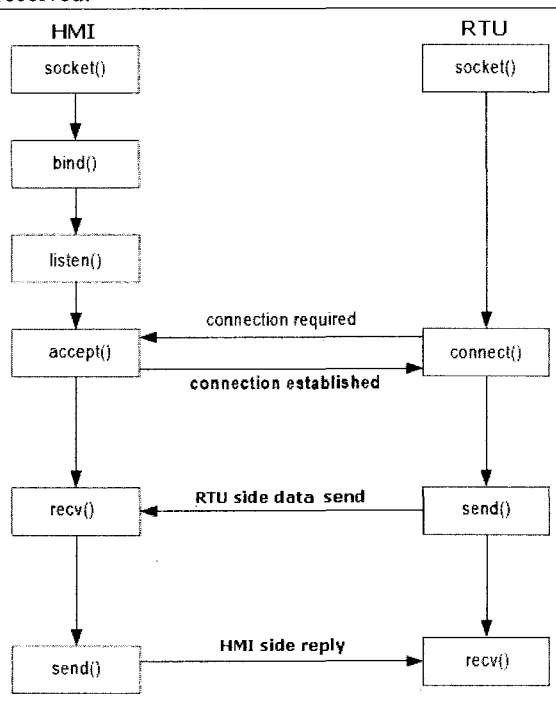 HMI
RTU
socket()
socket()
bind()
listen()
connection required
accept()
connect()
connection established
recv()
RTU side data send
send()
HMI side reply
send()
recv()